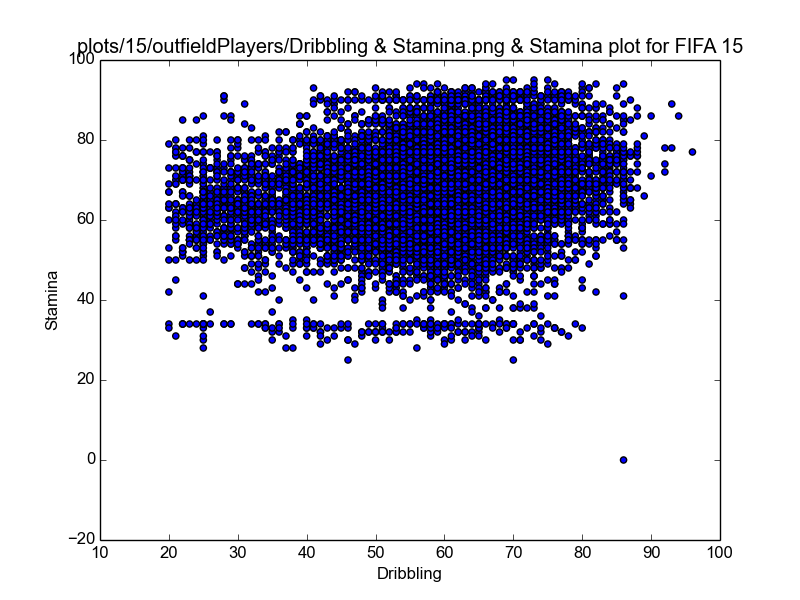 plots/15/outfieldPlayers/Dribbling & Stamina.png & Stamina plot for FIFA 15
100
80
60
40
20
0
−20
Stamina
10 20 30 40 50 60 70 80 90 100
Dribbling